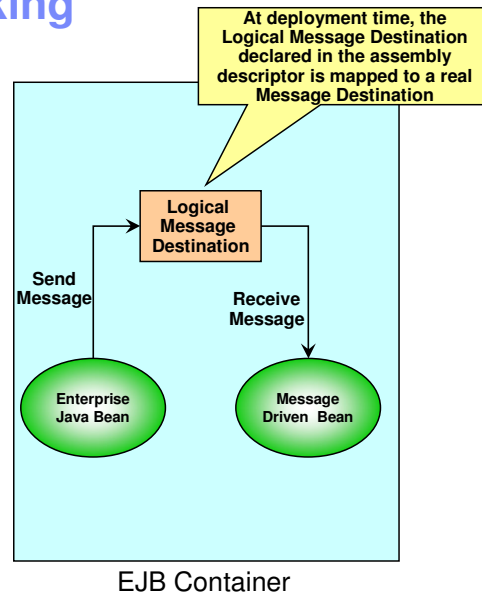 At deployment time, the
Logical Message Destination
declared in the assembly
descriptor is mapped to a real
Message Destination
Logical
Message
Destination
Send
Message
Receive
Message
Enterprise
Java Bean
Message
Driven Bean
EJB Container